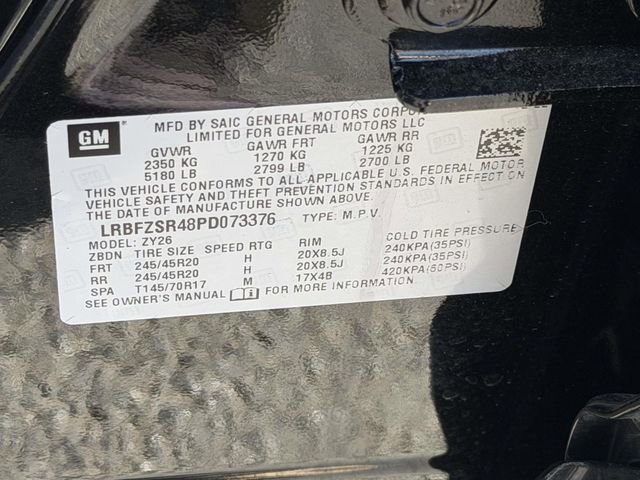 GM
MFD BY SAIC GENERAL MOTORS
LIMITED FOR GENERAL MOTORS LLC
GVWR GAWR FRT GAWR RR
2350 KG 1270 KG 1225 KG
5180 LB 2799 LB 2700 LB
THIS VEHICLE CONFORMS TO ALL APPLICABLE U.S. FEDERAL MOTOR
VEHICLE SAFETY AND THEFT PREVENTION STANDARDS IN EFFECT ON
THE DATE OF MANUFACTURE SHOWN ABOVE.
LRBFZSR48PD073376 TYPE: M.P.V.
MODEL: ZY26
ZBDN TIRE SIZE SPEED RTG RIM COLD TIRE PRESSURE
FRT 245/45R20 H 20X8.5J 240KPA(35PSI)
RR 245/45R20 H 20X8.5J 240KPA(35PSI)
SPA T145/70R17 M 17X4B 420KPA(60PSI)
SEE OWNER'S MANUAL FOR MORE INFORMATION.